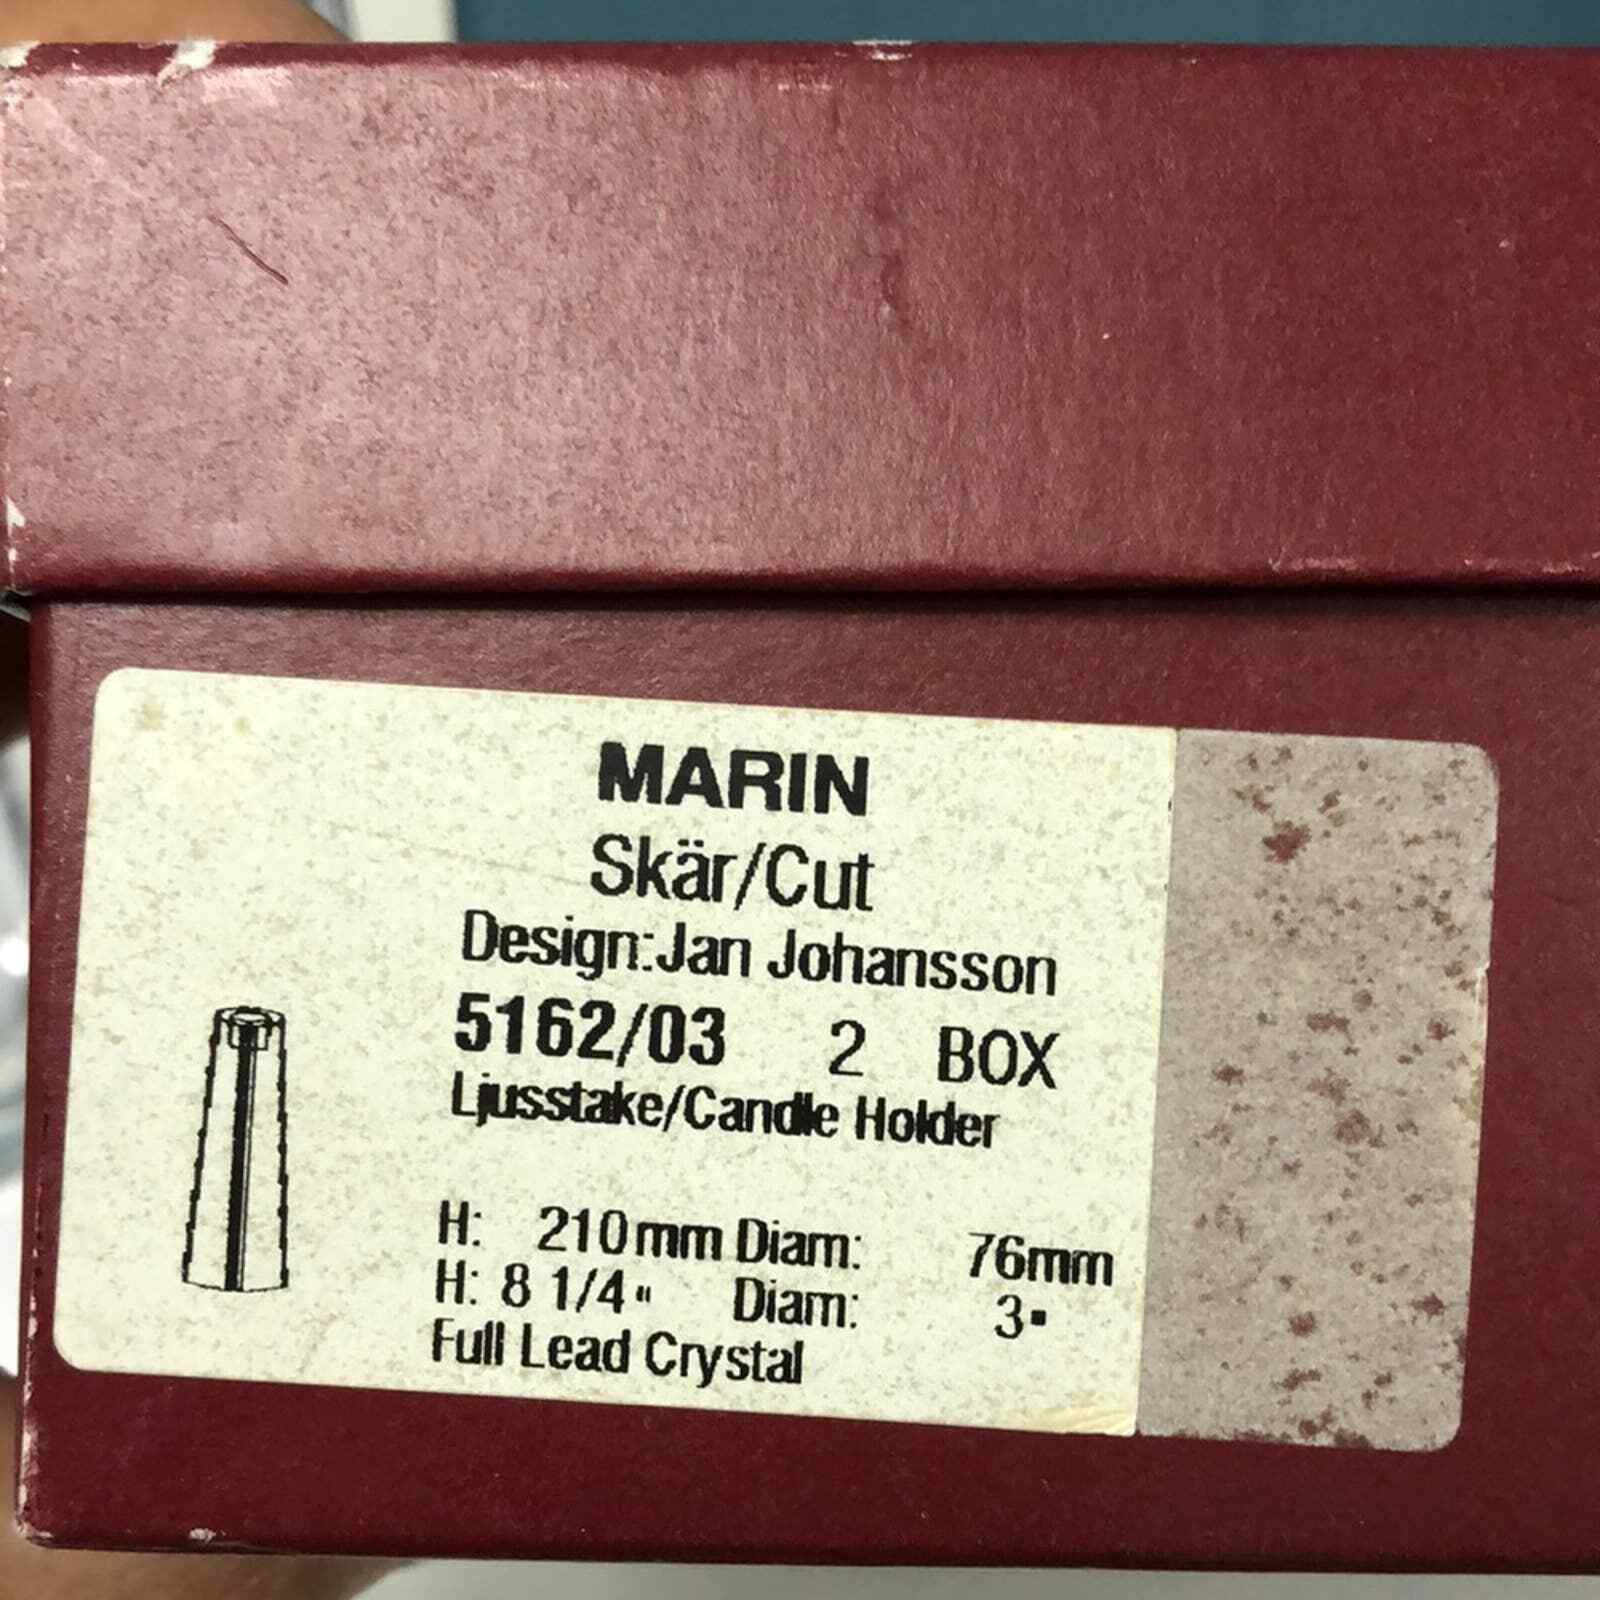 MARIN
Skär/Cut
Design:Jan Johansson
5162/03 2 BOX
Ljusstake/Candle Holder
H: 210mm Diam: 76mm
H: 8 1/4" Diam: 3"
Full Lead Crystal